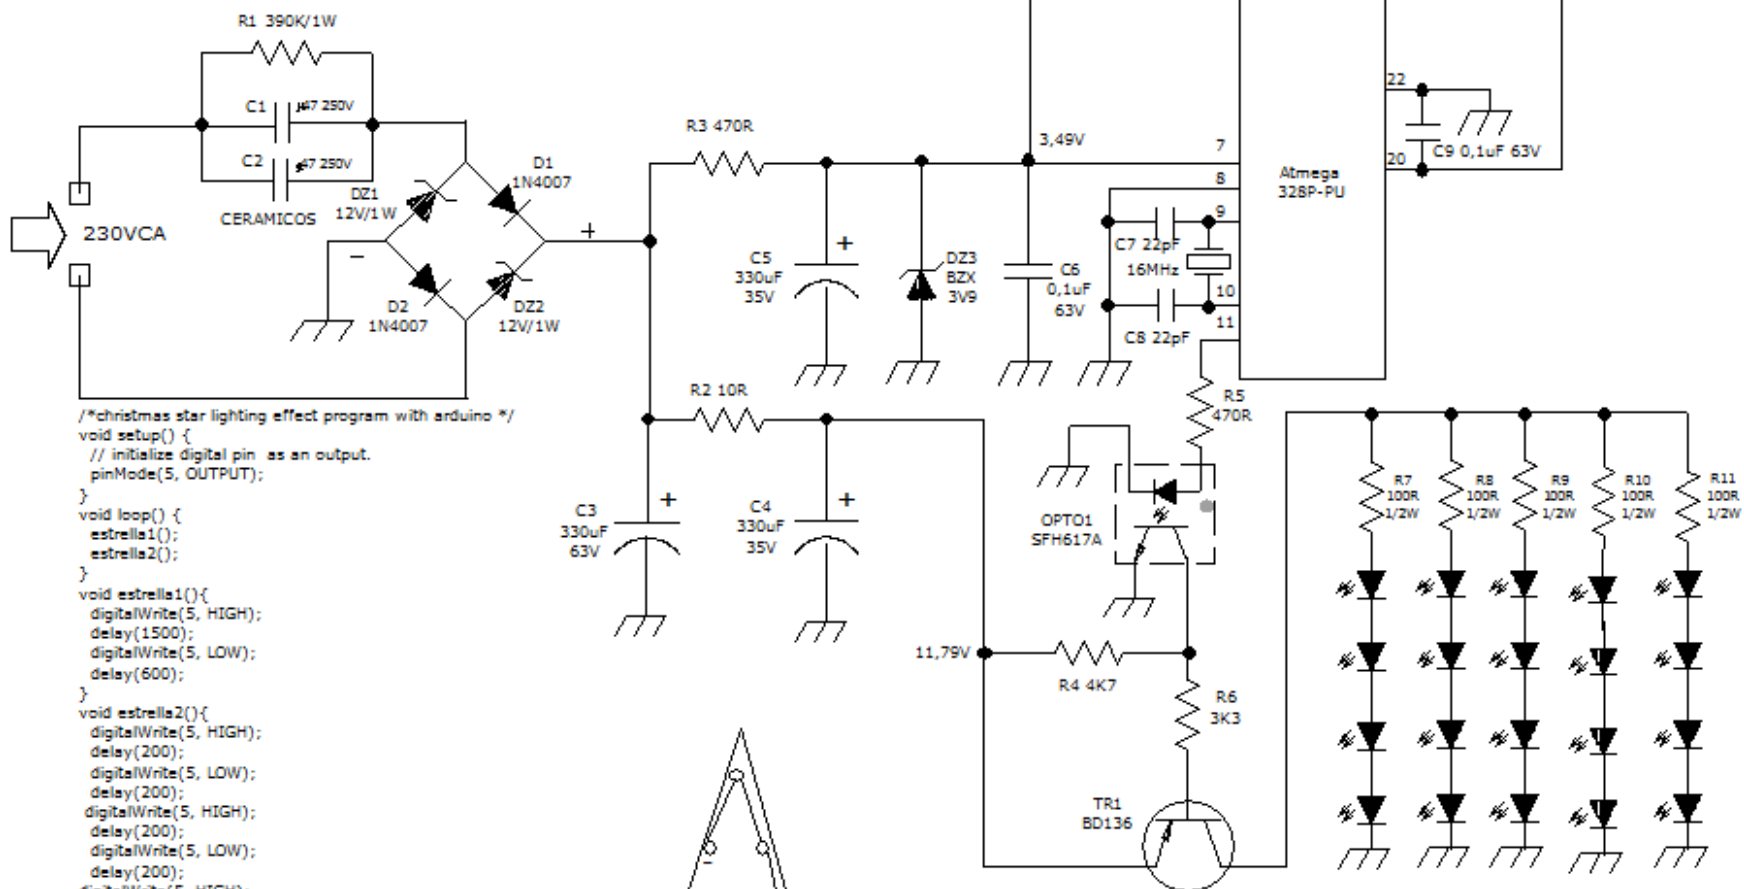 R1 390K/1W
C1
47 250V
C2
47 250V
CERAMICOS
230VCA
D1
1N4007
DZ1
12V/1W
+
−
D2
1N4007
DZ2
12V/1W
R3 470R
3,49V
C5
330uF
35V
+
DZ3
BZX
3V9
C6
0,1uF
63V
7
8
9
10
11
22
20
Atmega
328P-PU
C9 0,1uF 63V
C7 22pF
16MHz
C8 22pF
R5
470R
R2 10R
C3
330uF
63V
+
C4
330uF
35V
+
OPTO1
SFH617A
11,79V
R4 4K7
R6
3K3
TR1
BD136
R7
100R
1/2W
R8
100R
1/2W
R9
100R
1/2W
R10
100R
1/2W
R11
100R
1/2W
/*christmas star lighting effect program with arduino */
void setup() {
// initialize digital pin  as an output.
pinMode(5, OUTPUT);
}
void loop() {
estrella1();
estrella2();
}
void estrella1(){
digitalWrite(5, HIGH);
delay(1500);
digitalWrite(5, LOW);
delay(600);
}
void estrella2(){
digitalWrite(5, HIGH);
delay(200);
digitalWrite(5, LOW);
delay(200);
digitalWrite(5, HIGH);
delay(200);
digitalWrite(5, LOW);
delay(200);
digitalWrite(5, HIGH);
-